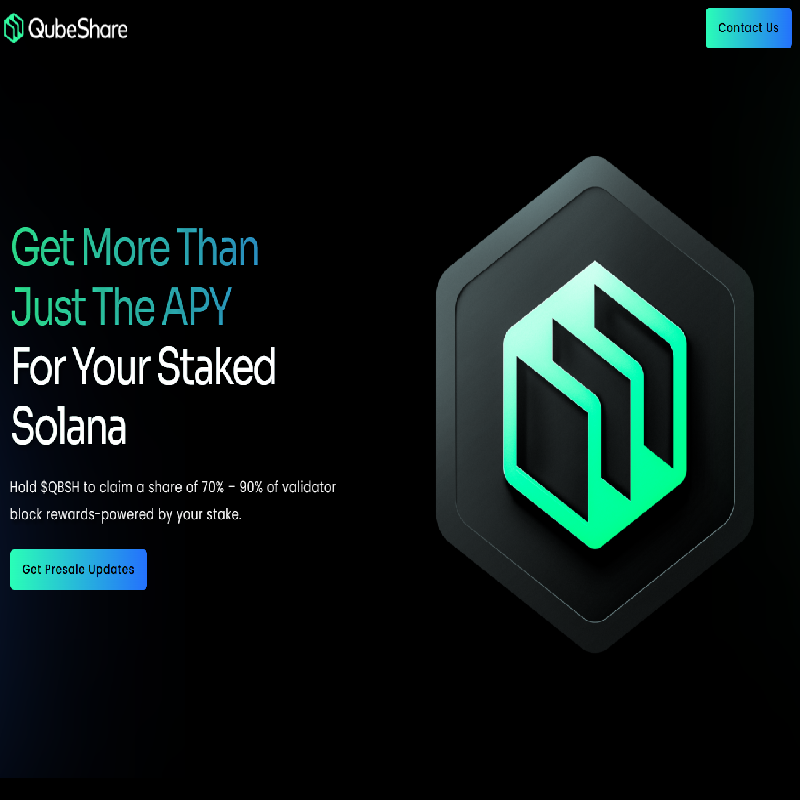 QubeShare
Contact Us
Get More Than
Just The APY
For Your Staked
Solana
Hold $QBSH to claim a share of 70% – 90% of validator
block rewards-powered by your stake.
Get Presale Updates